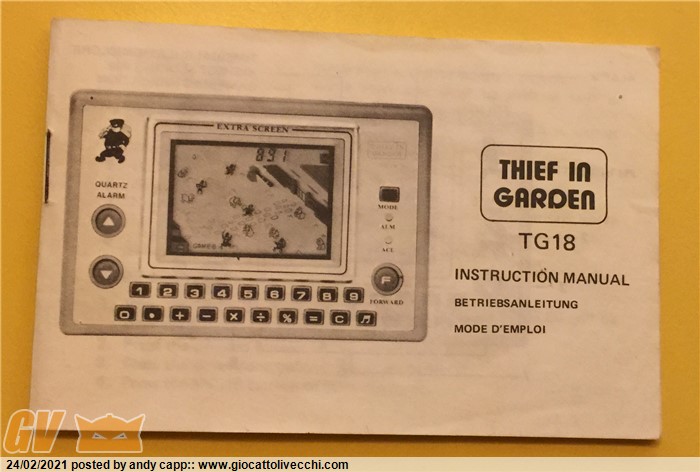 EXTRA SCREEN
891
GAME B
QUARTZ
ALARM
MODE
ALM
ACL
F
FORWARD
1 2 3 4 5 6 7 8 9
0 • + − × ÷ % = C ♬
THIEF IN
GARDEN
TG18
INSTRUCTION MANUAL
BETRIEBSANLEITUNG
MODE D'EMPLOI
GV
24/02/2021 posted by andy capp:: www.giocattolivecchi.com